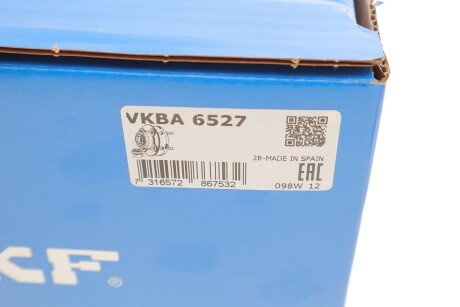 VKBA 6527
28-MADE IN SPAIN
EAC
7 316572 867532
098W 12
KF®